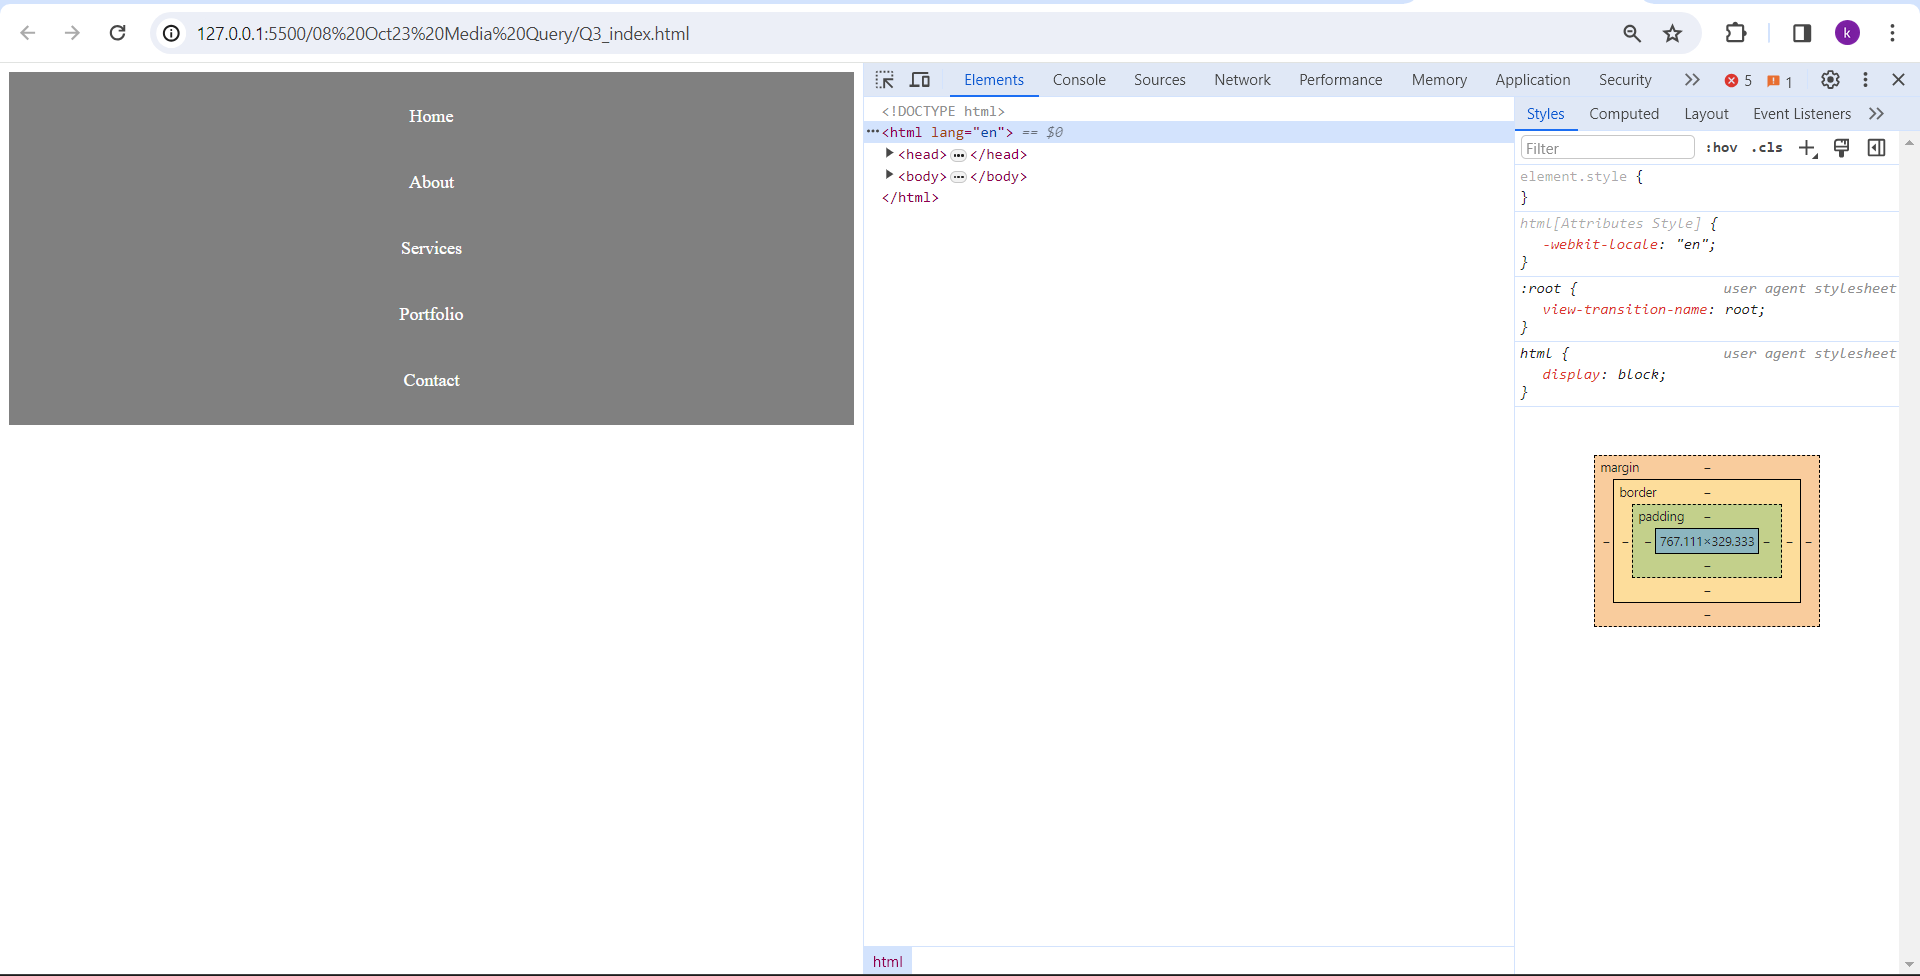 127.0.0.1:5500/08%20Oct23%20Media%20Query/Q3_index.html
k
Home
About
Services
Portfolio
Contact
Elements Console Sources Network Performance Memory Application Security 5 1
<!DOCTYPE html>
<html lang="en"> == $0
<head> </head>
<body> </body>
</html>
html
Styles Computed Layout Event Listeners
Filter :hov .cls
element.style {
}
html[Attributes Style] {
-webkit-locale: "en";
}
:root { user agent stylesheet
view-transition-name: root;
}
html { user agent stylesheet
display: block;
}
margin –
border –
padding –
– – – 767.111×329.333 – – –
–
–
–